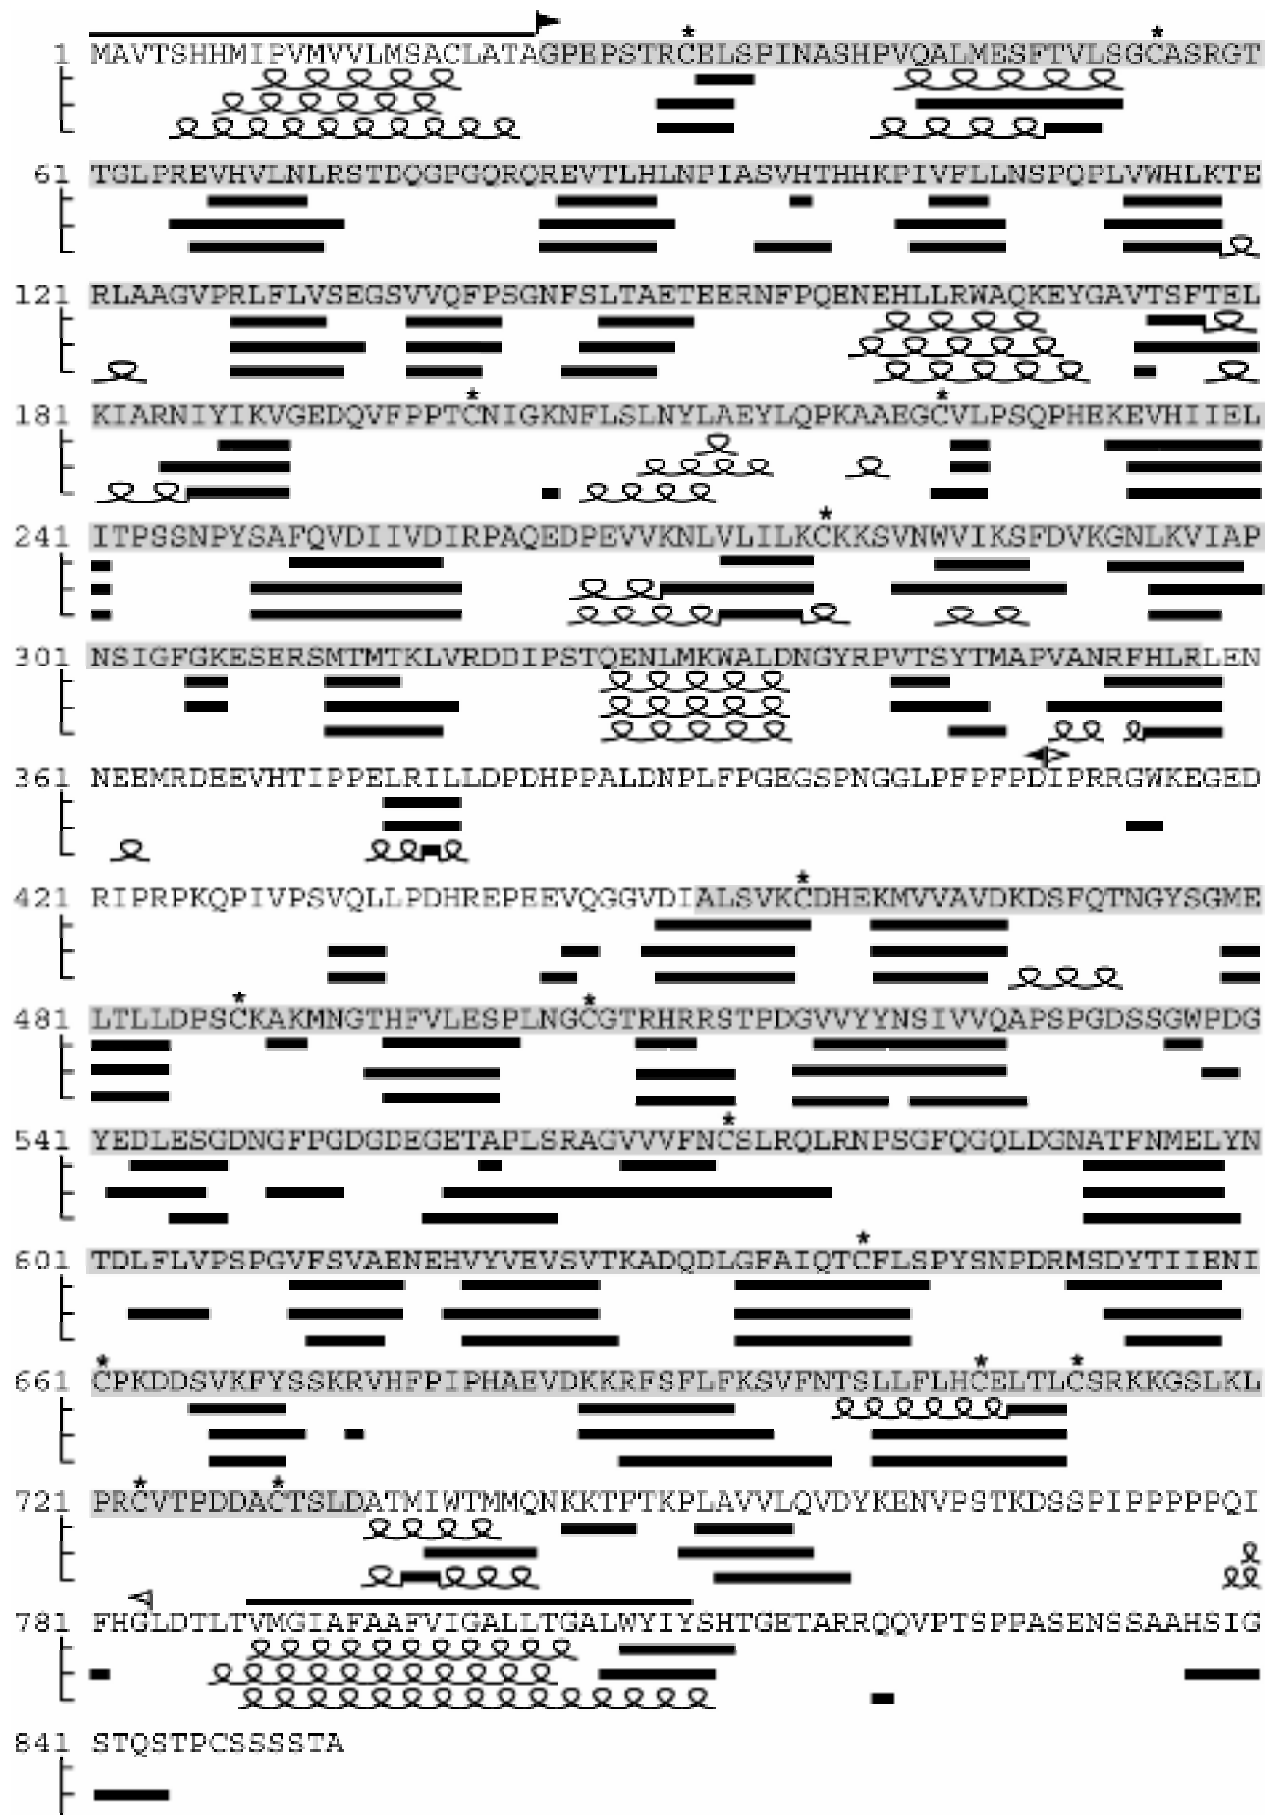 1 MAVTSHHMIPVMVVLMSACLATAGPEPSTRCELSPINASHPVQALMESFTVLSGCASRGT
61 TGLPREVHVLNLRSTDQGPGQRQREVTLHLNPIASVHTHHKPIVFLLNSPQPLVWHLKTE
121 RLAAGVPRLFLVSEGSVVQFPSGNFSLTAETEERNFPQENEHLLRWAQKEYGAVTSFTEL
181 KIARNIYIKVGEDQVFPPTCNIGKNFLSLNYLAEYLQPKAAEGCVLPSQPHEKEVHIIEL
241 ITPSSNPYSAFQVDIIVDIRPAQEDPEVVKNLVLILKCKKSVNWVIKSFDVKGNLKVIAP
301 NSIGFGKESERSMTMTKLVRDDIPSTQENLMKWALDNGYRPVTSYTMAPVANRFHLRLEN
361 NEEMRDEEVHTIPPELRILLDPDHPPALDNPLFPGEGSPNGGLPFPFPDIPRRGWKEGED
421 RIPRPKQPIVPSVQLLPDHREPEEVQGGVDIALSVKCDHEKMVVAVDKDSFQTNGYSGME
481 LTLLDPSCKAKMNGTHFVLESPLNGCGTRHRRSTPDGVVYYNSIVVQAPSPGDSSGWPDG
541 YEDLESGDNGFPGDGDEGETAPLSRAGVVVFNCSLRQLRNPSGFQGQLDGNATFNMELYN
601 TDLFLVPSPGVFSVAENEHVYVEVSVTKADQDLGFAIQTCFLSPYSNPDRMSDYTIIENI
661 CPKDDSVKFYSSKRVHFPIPHAEVDKKRFSFLFKSVFNTSLLFLHCELTLCSRKKGSLKL
721 PRCVTPDDACTSLDATMIWTMMQNKKTFTKPLAVVLQVDYKENVPSTKDSSPIPPPPPQI
781 FHGLDTLTVMGIAFAAFVIGALLTGALWYIYSHTGETARRQQVPTSPPASENSSAAHSIG
841 STQSTPCSSSSTA